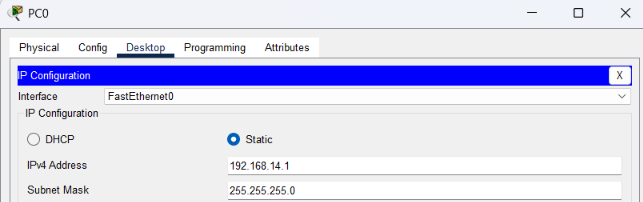 PC0
Physical Config Desktop Programming Attributes
IP Configuration X
Interface FastEthernet0
IP Configuration
DHCP Static
IPv4 Address 192.168.14.1
Subnet Mask 255.255.255.0